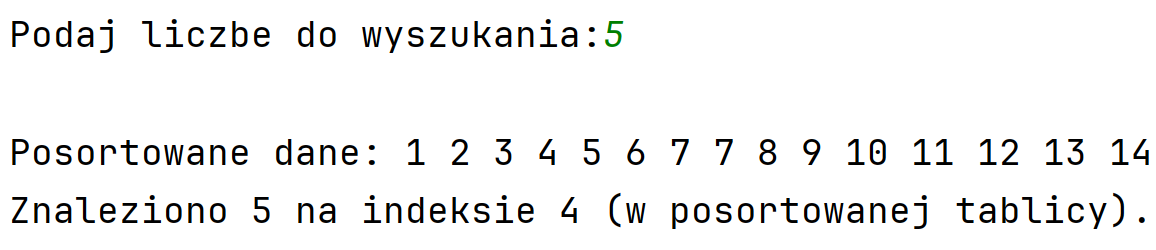 Podaj liczbe do wyszukania:5
Posortowane dane: 1 2 3 4 5 6 7 7 8 9 10 11 12 13 14
Znaleziono 5 na indeksie 4 (w posortowanej tablicy).